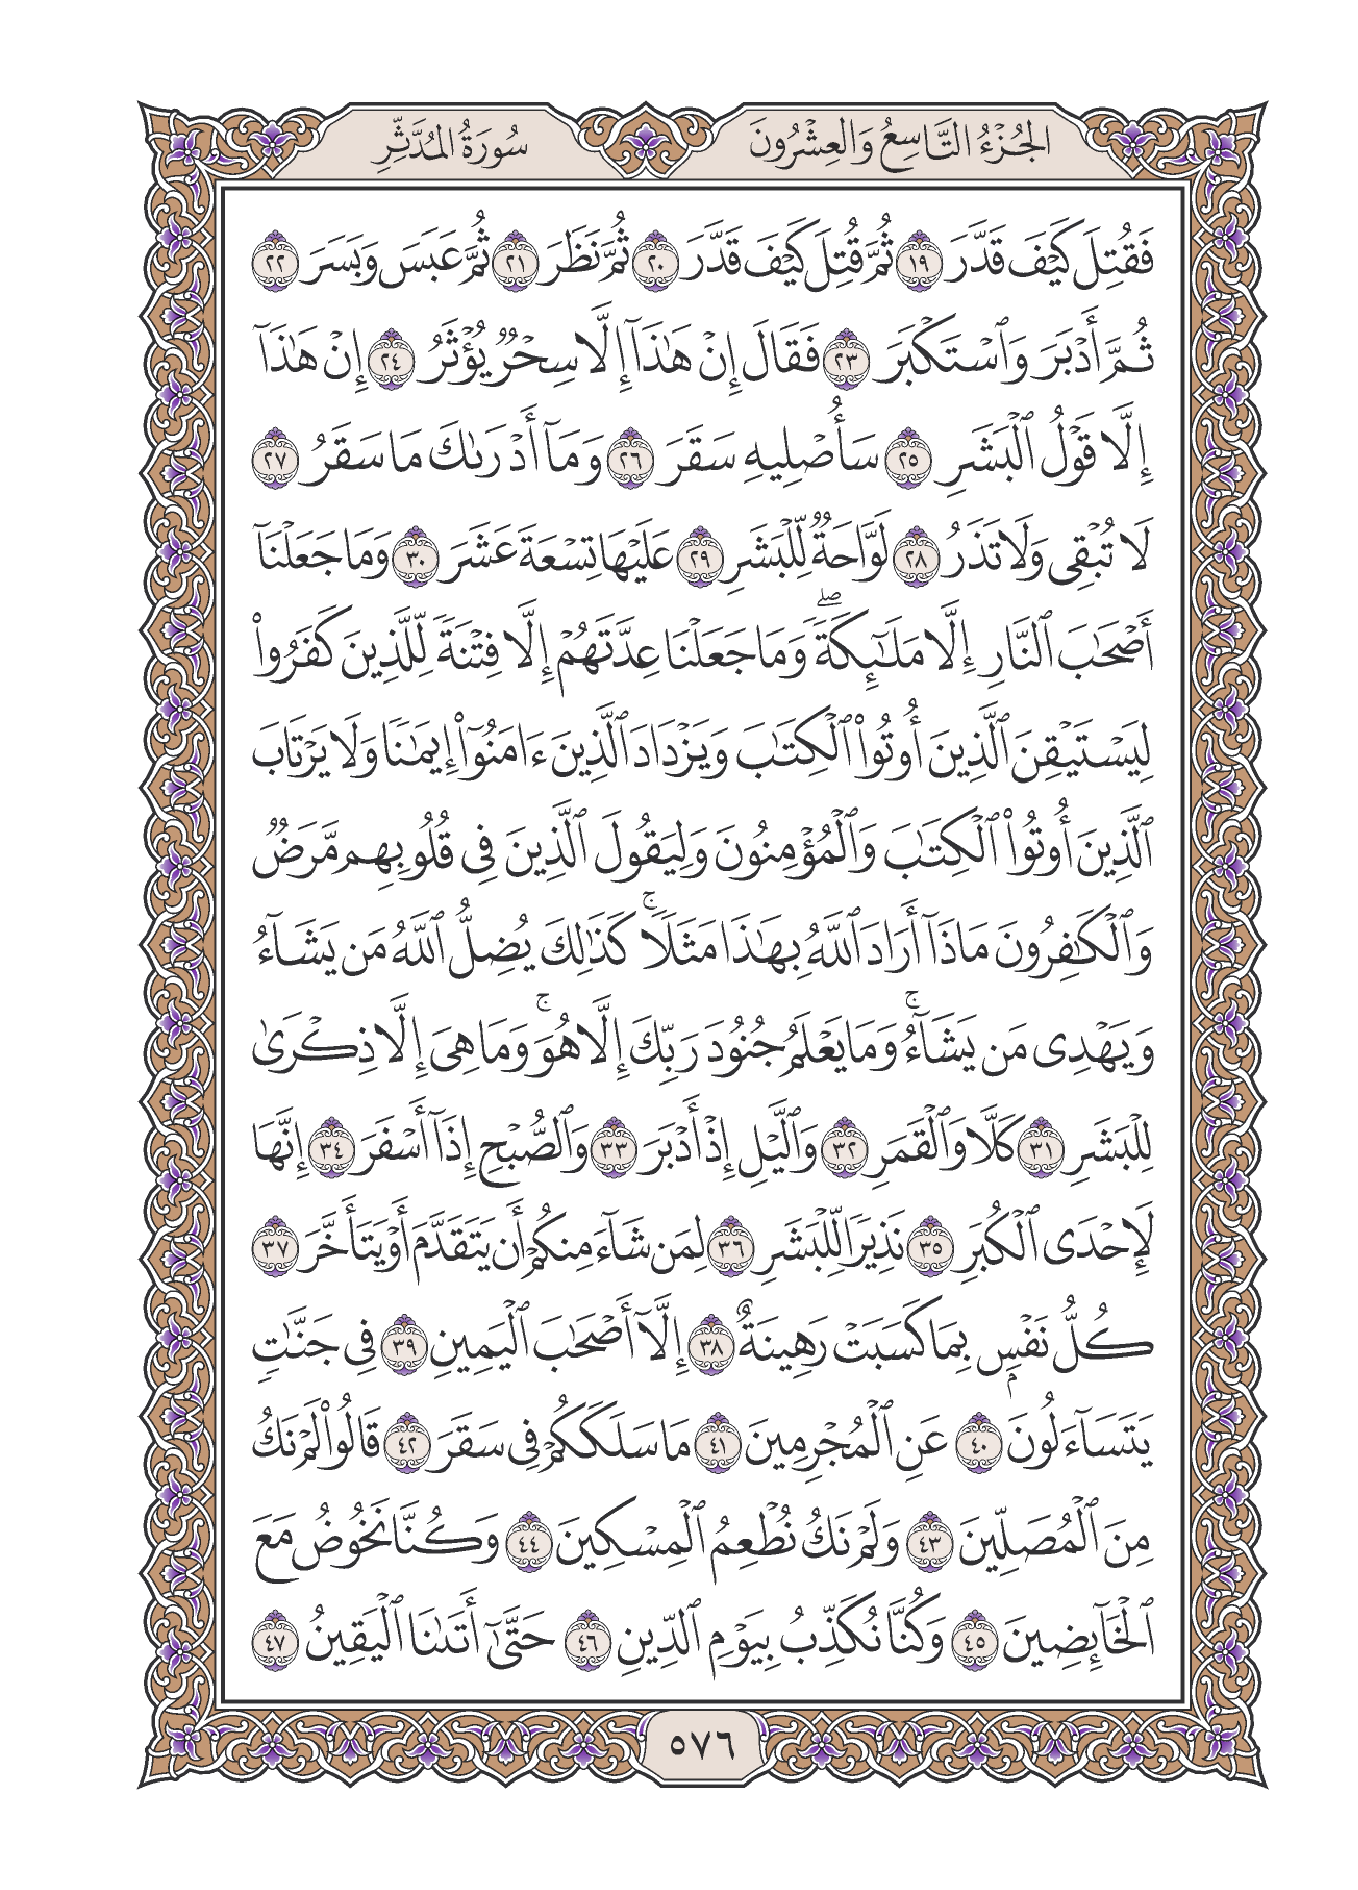 الجُزْءُ التَّاسِعُ وَالعِشْرُونَ
سُورَةُ المُدَّثِّرِ
فَقُتِلَ كَيْفَ قَدَّرَ ١٩ ثُمَّ قُتِلَ كَيْفَ قَدَّرَ ٢٠ ثُمَّ نَظَرَ ٢١ ثُمَّ عَبَسَ وَبَسَرَ ٢٢
ثُمَّ أَدْبَرَ وَٱسْتَكْبَرَ ٢٣ فَقَالَ إِنْ هَٰذَآ إِلَّا سِحْرٌ يُؤْثَرُ ٢٤ إِنْ هَٰذَآ
إِلَّا قَوْلُ ٱلْبَشَرِ ٢٥ سَأُصْلِيهِ سَقَرَ ٢٦ وَمَآ أَدْرَىٰكَ مَا سَقَرُ ٢٧
لَا تُبْقِى وَلَا تَذَرُ ٢٨ لَوَّاحَةٌ لِّلْبَشَرِ ٢٩ عَلَيْهَا تِسْعَةَ عَشَرَ ٣٠ وَمَا جَعَلْنَآ
أَصْحَٰبَ ٱلنَّارِ إِلَّا مَلَٰٓئِكَةً ۖ وَمَا جَعَلْنَا عِدَّتَهُمْ إِلَّا فِتْنَةً لِّلَّذِينَ كَفَرُوا۟
لِيَسْتَيْقِنَ ٱلَّذِينَ أُوتُوا۟ ٱلْكِتَٰبَ وَيَزْدَادَ ٱلَّذِينَ ءَامَنُوٓا۟ إِيمَٰنًا وَلَا يَرْتَابَ
ٱلَّذِينَ أُوتُوا۟ ٱلْكِتَٰبَ وَٱلْمُؤْمِنُونَ وَلِيَقُولَ ٱلَّذِينَ فِى قُلُوبِهِم مَّرَضٌ
وَٱلْكَٰفِرُونَ مَاذَآ أَرَادَ ٱللَّهُ بِهَٰذَا مَثَلًا ۚ كَذَٰلِكَ يُضِلُّ ٱللَّهُ مَن يَشَآءُ
وَيَهْدِى مَن يَشَآءُ ۚ وَمَا يَعْلَمُ جُنُودَ رَبِّكَ إِلَّا هُوَ ۚ وَمَا هِىَ إِلَّا ذِكْرَىٰ
لِلْبَشَرِ ٣١ كَلَّا وَٱلْقَمَرِ ٣٢ وَٱلَّيْلِ إِذْ أَدْبَرَ ٣٣ وَٱلصُّبْحِ إِذَآ أَسْفَرَ ٣٤ إِنَّهَا
لَإِحْدَى ٱلْكُبَرِ ٣٥ نَذِيرًا لِّلْبَشَرِ ٣٦ لِمَن شَآءَ مِنكُمْ أَن يَتَقَدَّمَ أَوْ يَتَأَخَّرَ ٣٧
كُلُّ نَفْسٍۭ بِمَا كَسَبَتْ رَهِينَةٌ ٣٨ إِلَّآ أَصْحَٰبَ ٱلْيَمِينِ ٣٩ فِى جَنَّٰتٍ
يَتَسَآءَلُونَ ٤٠ عَنِ ٱلْمُجْرِمِينَ ٤١ مَا سَلَكَكُمْ فِى سَقَرَ ٤٢ قَالُوا۟ لَمْ نَكُ
مِنَ ٱلْمُصَلِّينَ ٤٣ وَلَمْ نَكُ نُطْعِمُ ٱلْمِسْكِينَ ٤٤ وَكُنَّا نَخُوضُ مَعَ
ٱلْخَآئِضِينَ ٤٥ وَكُنَّا نُكَذِّبُ بِيَوْمِ ٱلدِّينِ ٤٦ حَتَّىٰٓ أَتَىٰنَا ٱلْيَقِينُ ٤٧
٥٧٦